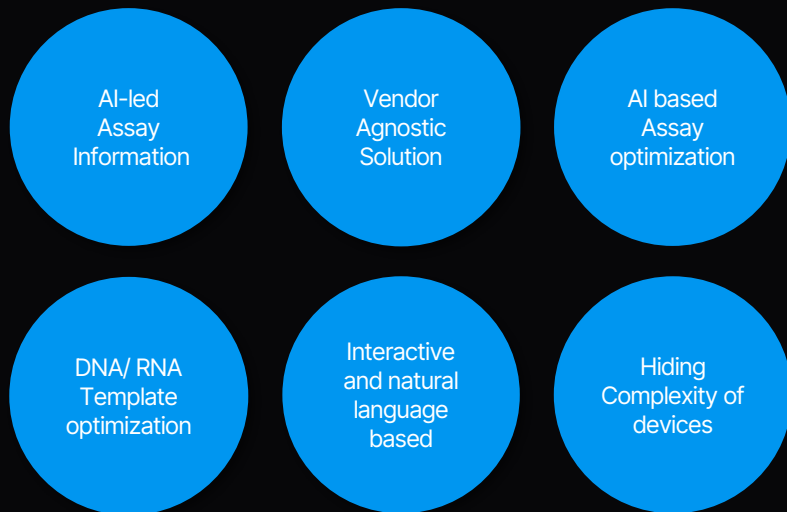 AI-led
Assay
Information
Vendor
Agnostic
Solution
AI based
Assay
optimization
DNA/ RNA
Template
optimization
Interactive
and natural
language
based
Hiding
Complexity of
devices